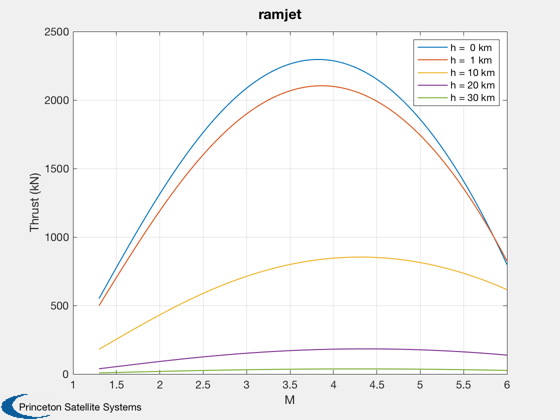 ramjet
2500
2000
1500
1000
500
0
Thrust (kN)
h = 0 km
h = 1 km
h = 10 km
h = 20 km
h = 30 km
1 1.5 2 2.5 3 3.5 4 4.5 5 5.5 6
M
Princeton Satellite Systems